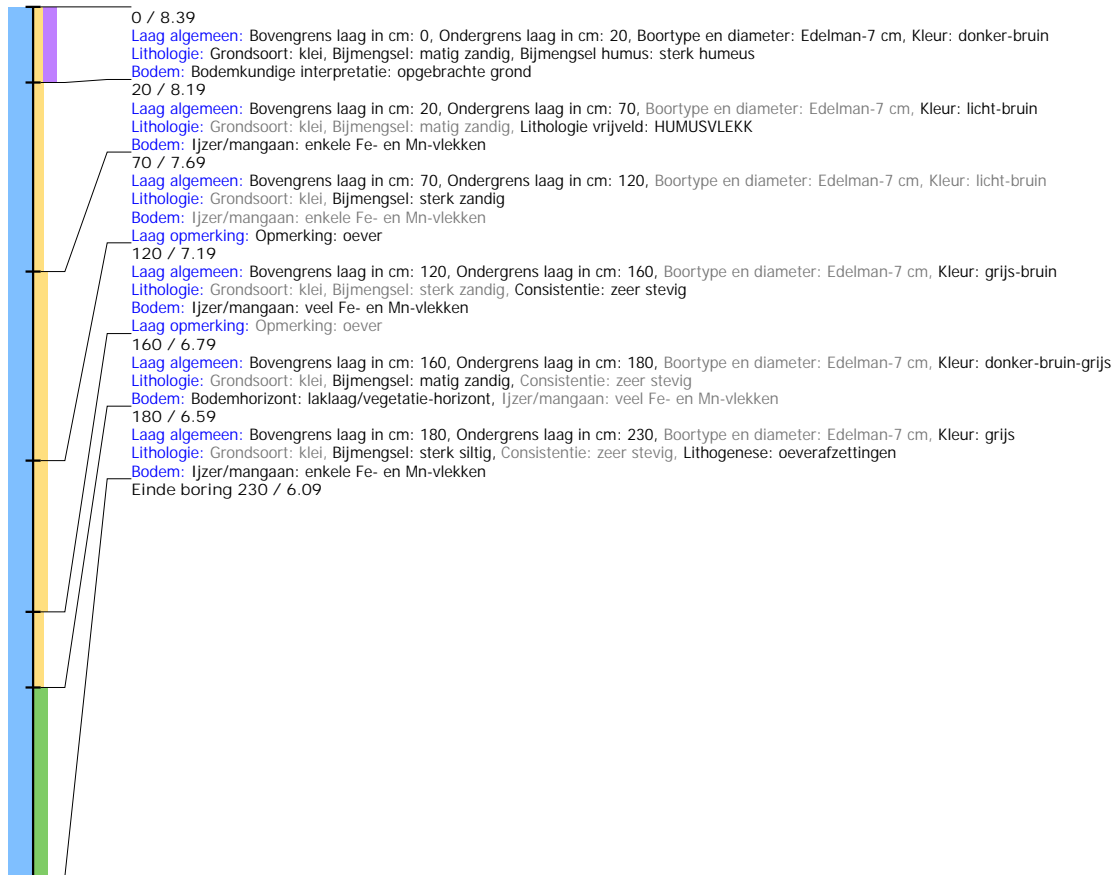 0 / 8.39
Laag algemeen: Bovengrens laag in cm: 0, Ondergrens laag in cm: 20, Boortype en diameter: Edelman-7 cm, Kleur: donker-bruin
Lithologie: Grondsoort: klei, Bijmengsel: matig zandig, Bijmengsel humus: sterk humeus
Bodem: Bodemkundige interpretatie: opgebrachte grond
20 / 8.19
Laag algemeen: Bovengrens laag in cm: 20, Ondergrens laag in cm: 70, Boortype en diameter: Edelman-7 cm, Kleur: licht-bruin
Lithologie: Grondsoort: klei, Bijmengsel: matig zandig, Lithologie vrijveld: HUMUSVLEKK
Bodem: Ijzer/mangaan: enkele Fe- en Mn-vlekken
70 / 7.69
Laag algemeen: Bovengrens laag in cm: 70, Ondergrens laag in cm: 120, Boortype en diameter: Edelman-7 cm, Kleur: licht-bruin
Lithologie: Grondsoort: klei, Bijmengsel: sterk zandig
Bodem: Ijzer/mangaan: enkele Fe- en Mn-vlekken
Laag opmerking: Opmerking: oever
120 / 7.19
Laag algemeen: Bovengrens laag in cm: 120, Ondergrens laag in cm: 160, Boortype en diameter: Edelman-7 cm, Kleur: grijs-bruin
Lithologie: Grondsoort: klei, Bijmengsel: sterk zandig, Consistentie: zeer stevig
Bodem: Ijzer/mangaan: veel Fe- en Mn-vlekken
Laag opmerking: Opmerking: oever
160 / 6.79
Laag algemeen: Bovengrens laag in cm: 160, Ondergrens laag in cm: 180, Boortype en diameter: Edelman-7 cm, Kleur: donker-bruin-grijs
Lithologie: Grondsoort: klei, Bijmengsel: matig zandig, Consistentie: zeer stevig
Bodem: Bodemhorizont: laklaag/vegetatie-horizont, Ijzer/mangaan: veel Fe- en Mn-vlekken
180 / 6.59
Laag algemeen: Bovengrens laag in cm: 180, Ondergrens laag in cm: 230, Boortype en diameter: Edelman-7 cm, Kleur: grijs
Lithologie: Grondsoort: klei, Bijmengsel: sterk siltig, Consistentie: zeer stevig, Lithogenese: oeverafzettingen
Bodem: Ijzer/mangaan: enkele Fe- en Mn-vlekken
Einde boring 230 / 6.09